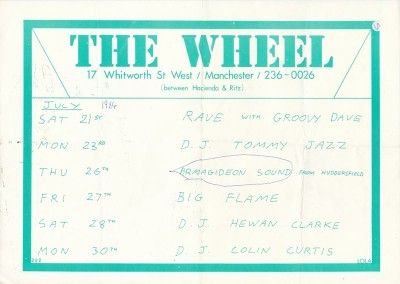 THE WHEEL
17 Whitworth St West / Manchester / 236-0026
(between Hacienda & Ritz)
JULY 1984
SAT 21ST RAVE WITH GROOVY DAVE
MON 23RD D.J TOMMY JAZZ
THU 26TH ARMAGIDEON SOUND FROM HUDDERSFIELD
FRI 27TH BIG FLAME
SAT 28TH D.J HEWAN CLARKE
MON 30TH D.J COLIN CURTIS